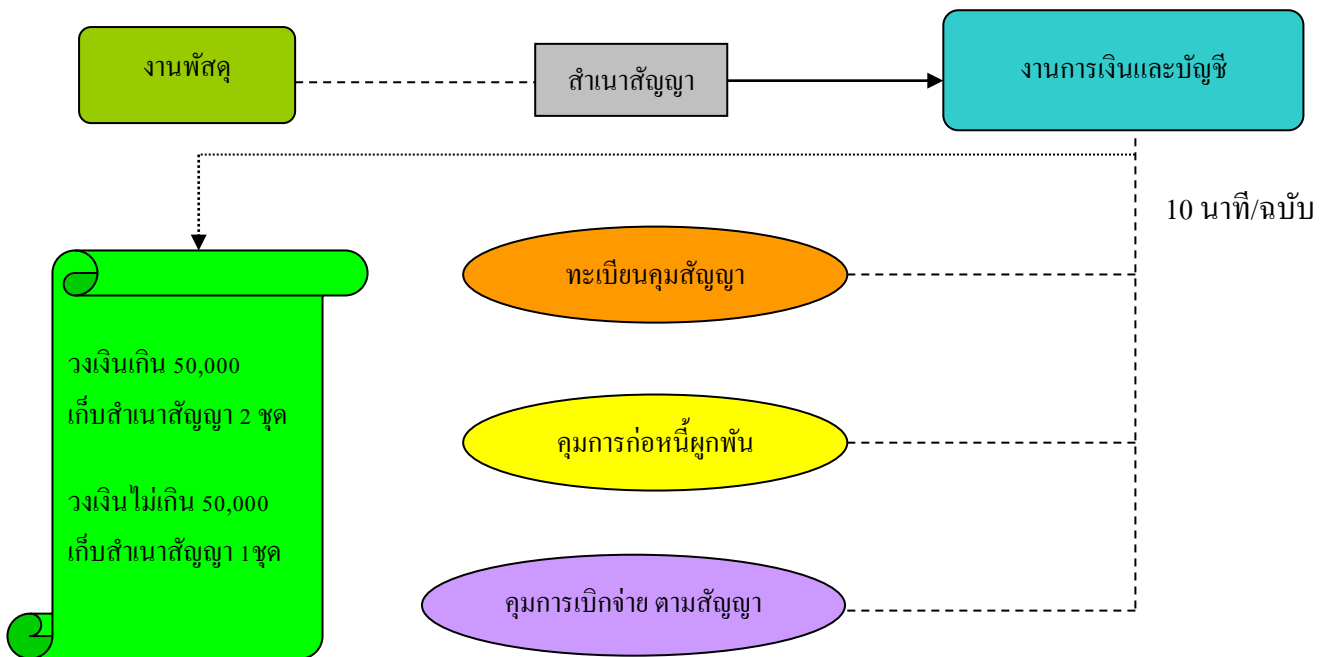 งานพัสดุ
สำเนาสัญญา
งานการเงินและบัญชี
10 นาที/ฉบับ
ทะเบียนคุมสัญญา
วงเงินเกิน 50,000
เก็บสำเนาสัญญา 2 ชุด
คุมการก่อหนี้ผูกพัน
วงเงินไม่เกิน 50,000
เก็บสำเนาสัญญา 1ชุด
คุมการเบิกจ่าย ตามสัญญา